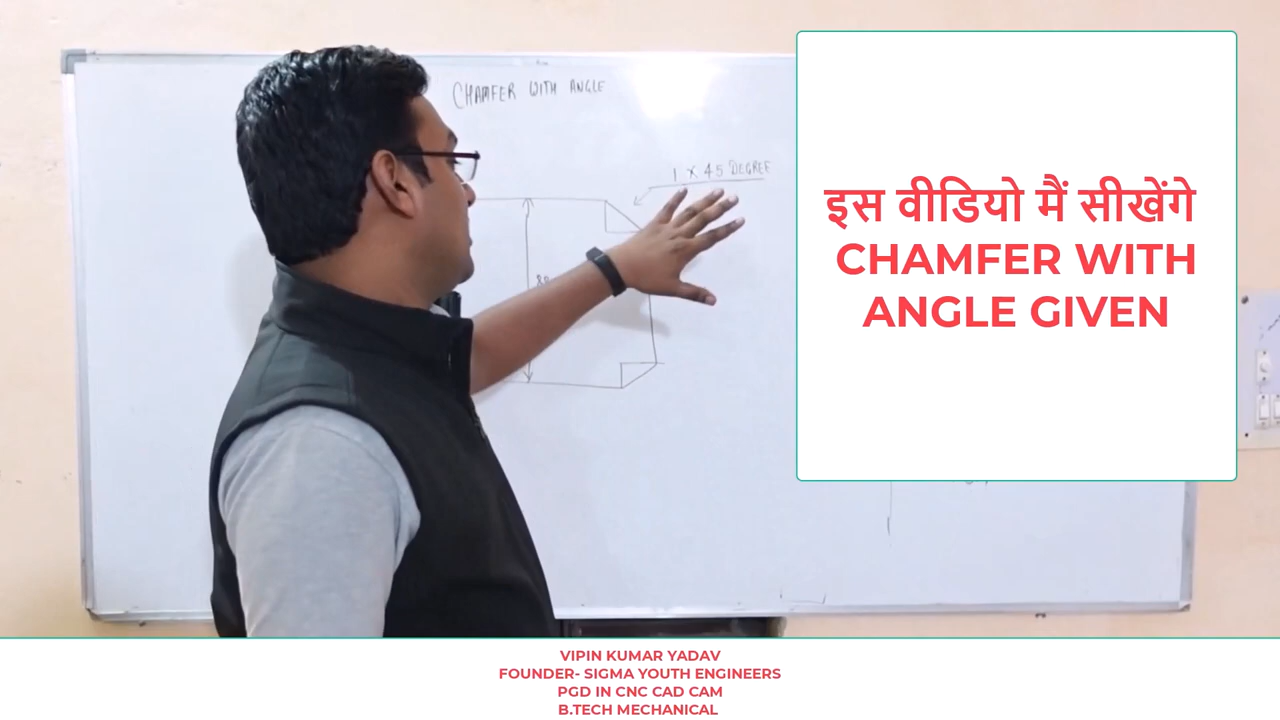 CHAMFER WITH ANGLE
1 X 45 DEGREE
इस वीडियो मैं सीखेंगे
CHAMFER WITH
ANGLE GIVEN
VIPIN KUMAR YADAV
FOUNDER- SIGMA YOUTH ENGINEERS
PGD IN CNC CAD CAM
B.TECH MECHANICAL